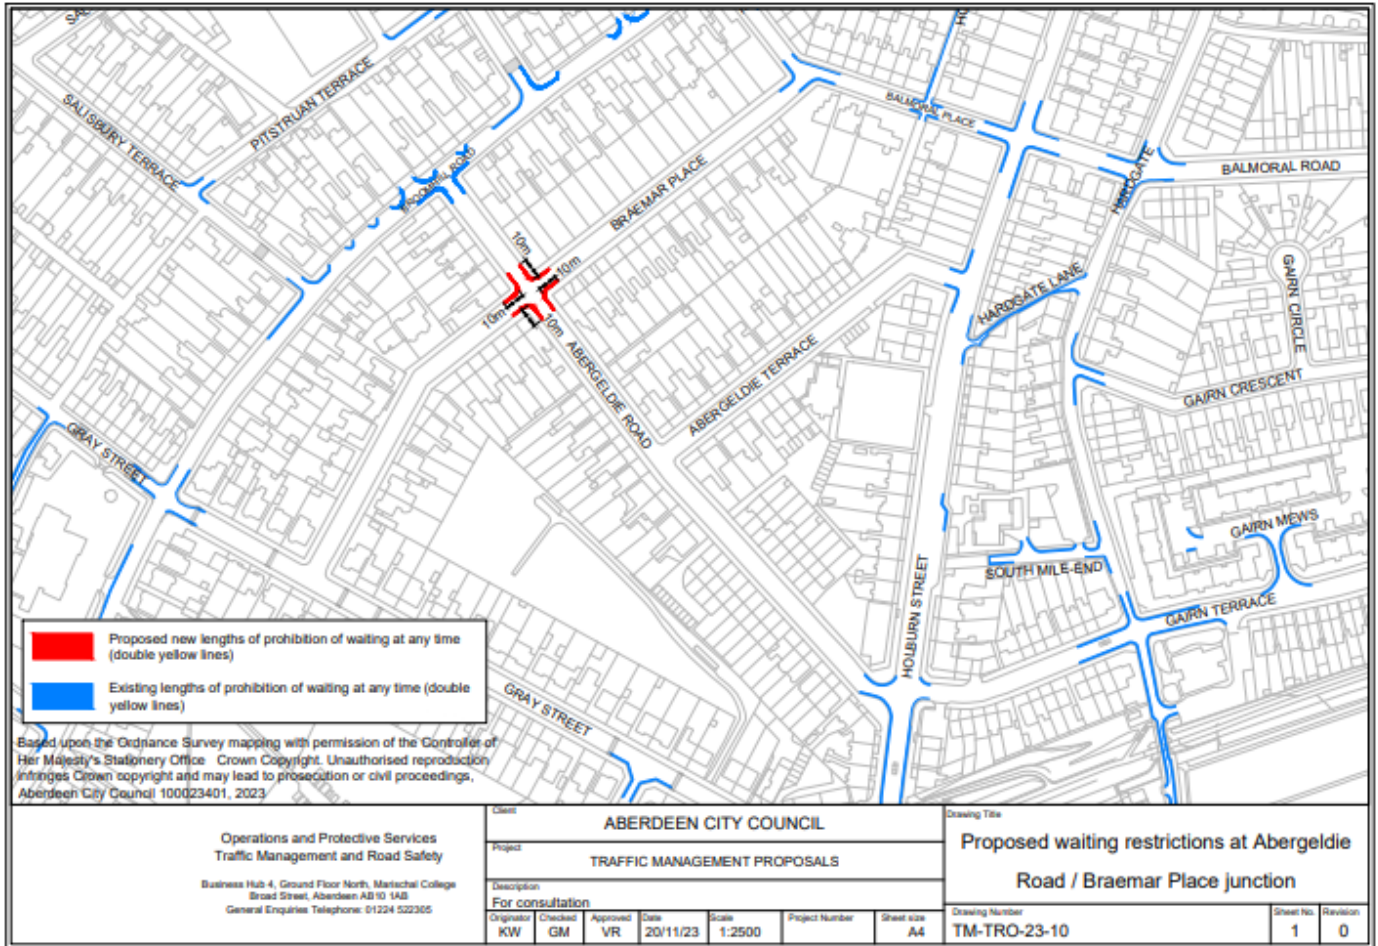 SALISBURY TERRACE
PITSTRUAN TERRACE
BROOMHILL ROAD
BRAEMAR PLACE
BALMORAL PLACE
HARDGATE
BALMORAL ROAD
10m
10m
10m
10m
HARDGATE LANE
GAIRN CIRCLE
ABERGELDIE ROAD
ABERGELDIE TERRACE
GAIRN CRESCENT
GRAY STREET
GAIRN MEWS
SOUTH MILE-END
HOLBURN STREET
GAIRN TERRACE
GRAY STREET
Proposed new lengths of prohibition of waiting at any time
(double yellow lines)
Existing lengths of prohibition of waiting at any time (double
yellow lines)
Based upon the Ordnance Survey mapping with permission of the Controller of
Her Majesty's Stationery Office Crown Copyright. Unauthorised reproduction
infringes Crown copyright and may lead to prosecution or civil proceedings,
Aberdeen City Council 100023401, 2023
Operations and Protective Services
Traffic Management and Road Safety
Business Hub 4, Ground Floor North, Marischal College
Broad Street, Aberdeen AB10 1AB
General Enquiries Telephone: 01224 522305
Client
ABERDEEN CITY COUNCIL
Project
TRAFFIC MANAGEMENT PROPOSALS
Description
For consultation
Originator
KW
Checked
GM
Approved
VR
Date
20/11/23
Scale
1:2500
Project Number
Sheet size
A4
Drawing Title
Proposed waiting restrictions at Abergeldie
Road / Braemar Place junction
Drawing Number
TM-TRO-23-10
Sheet No.
1
Revision
0